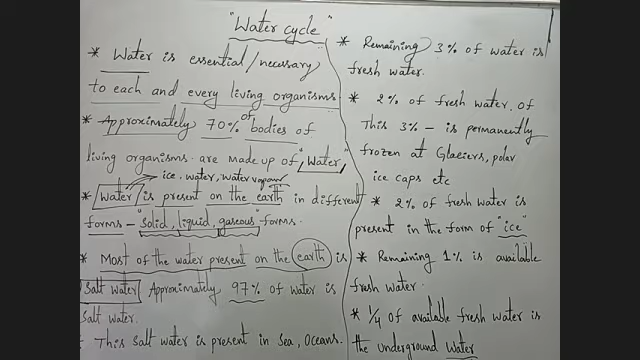 "Water cycle"
* Water is essential/necessary
to each and every living organisms
* Approximately 70% of bodies of
living organisms are made up of "Water"
ice, water, water vapour
* Water is present on the earth in different
forms - "Solid, liquid, gaseous" forms.
* Most of the water present on the earth is
Salt water Approximately 97% of water is
Salt water.
This Salt water is present in Sea, Oceans.
* Remaining 3% of water is
fresh water.
* 2% of fresh water of
This 3% - is permanently
frozen at Glaciers, polar
ice caps etc
* 2% of fresh water is
present in the form of "ice"
* Remaining 1% is available
fresh water.
* 1/4 of available fresh water is
the underground Water